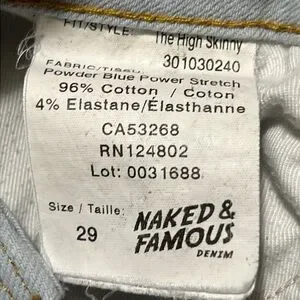 FIT/STYLE: The High Skinny
301030240
FABRIC/TISSU:
Powder Blue Power Stretch
96% Cotton / Coton
4% Elastane/Élasthanne
CA53268
RN124802
Lot: 0031688
Size / Taille:
29
NAKED &
FAMOUS
DENIM